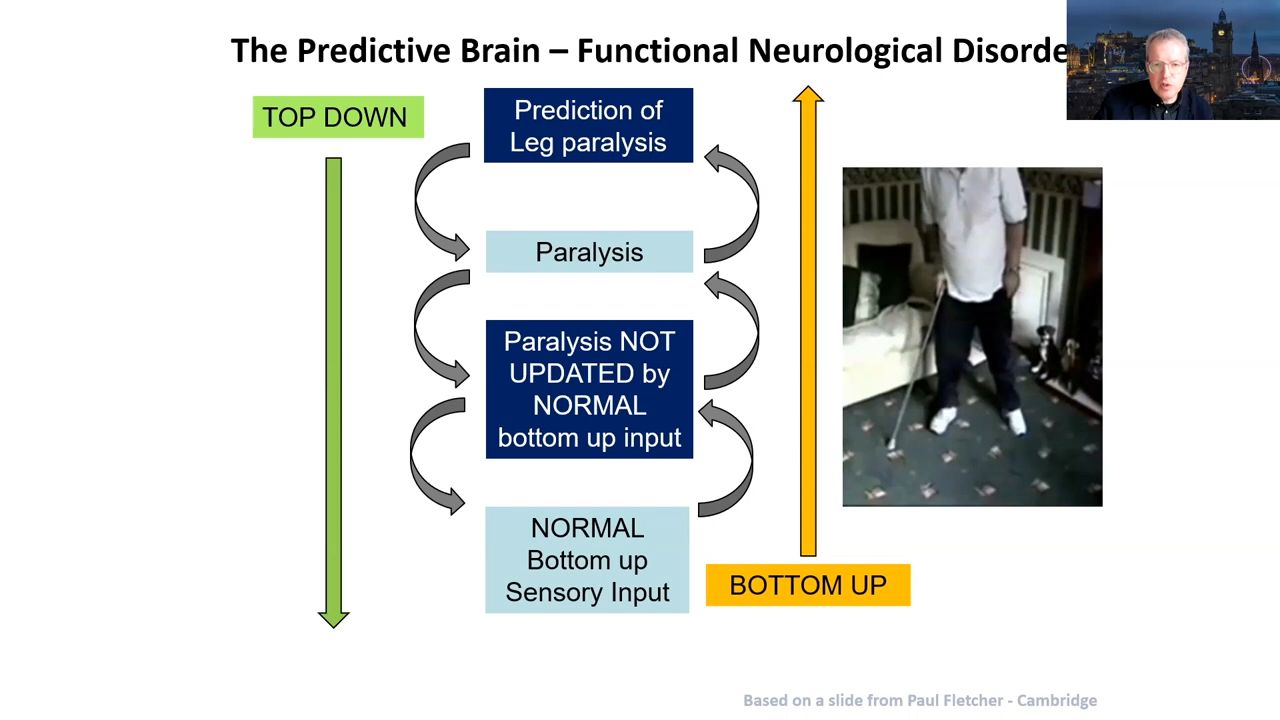 The Predictive Brain – Functional Neurological Disorde
TOP DOWN
Prediction of
Leg paralysis
Paralysis
Paralysis NOT
UPDATED by
NORMAL
bottom up input
NORMAL
Bottom up
Sensory Input
BOTTOM UP
Based on a slide from Paul Fletcher - Cambridge